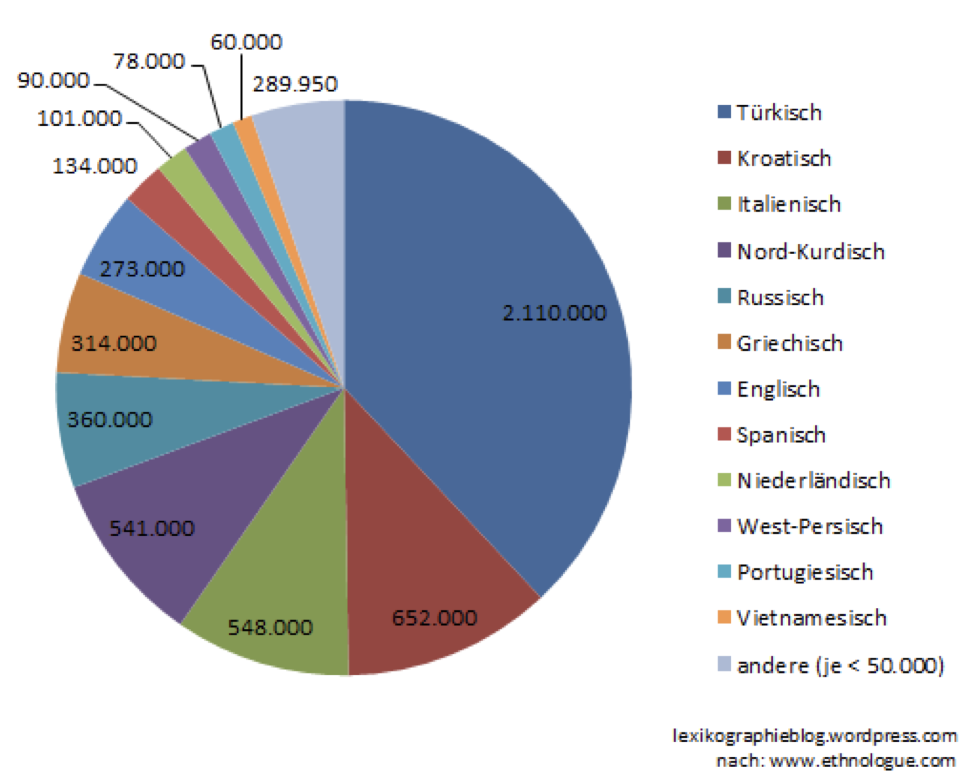 60.000
78.000
90.000
289.950
101.000
134.000
273.000
2.110.000
314.000
360.000
541.000
548.000
652.000
Türkisch
Kroatisch
Italienisch
Nord-Kurdisch
Russisch
Griechisch
Englisch
Spanisch
Niederländisch
West-Persisch
Portugiesisch
Vietnamesisch
andere (je < 50.000)
lexikographieblog.wordpress.com
nach: www.ethnologue.com